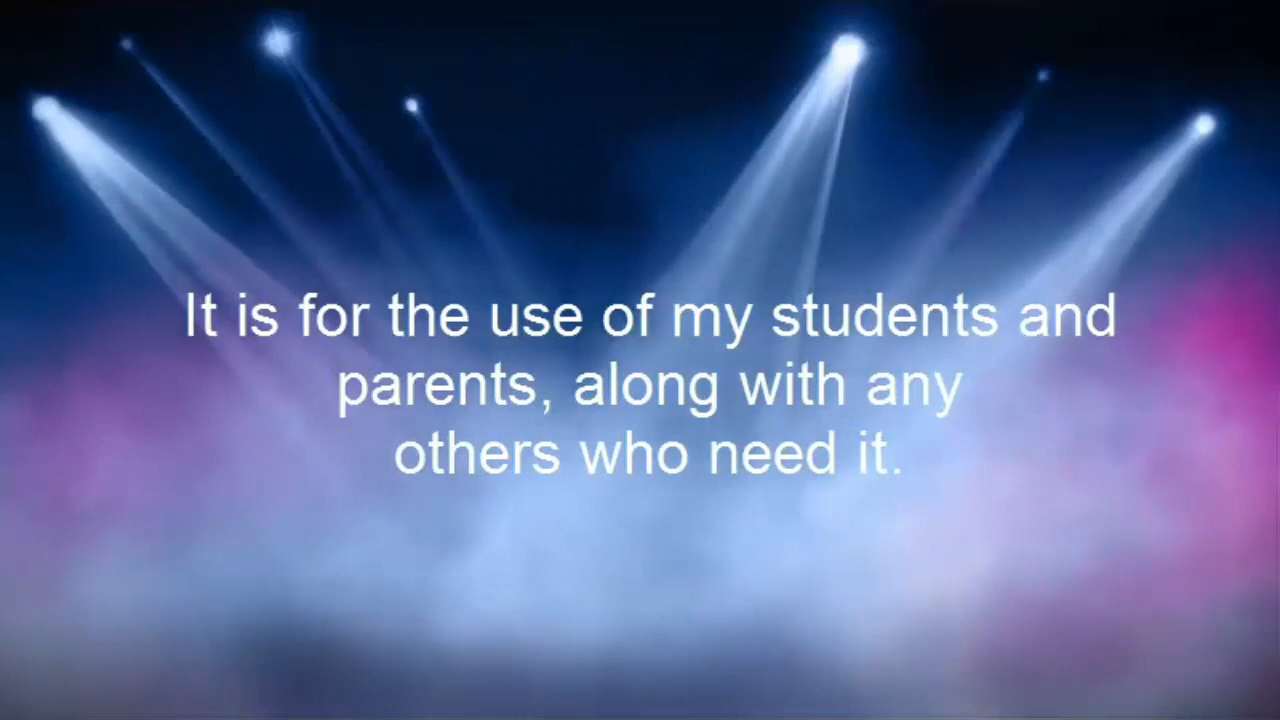 It is for the use of my students and
parents, along with any
others who need it.